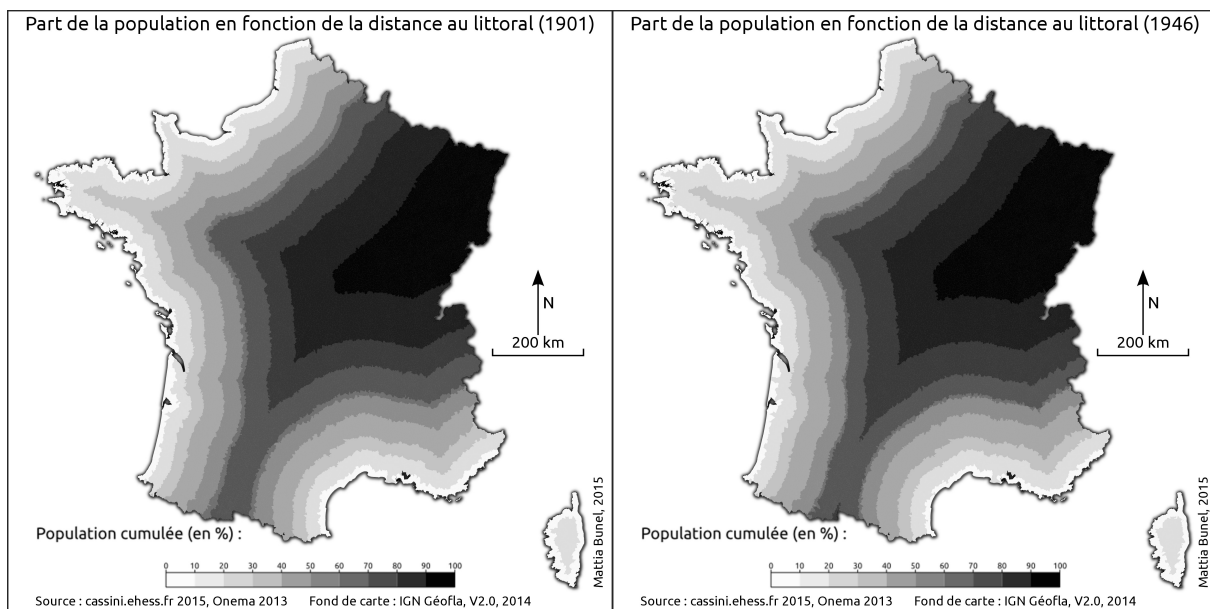 Part de la population en fonction de la distance au littoral (1901)
N
200 km
Mattia Bunel, 2015
Population cumulée (en %) :
0 10 20 30 40 50 60 70 80 90 100
Source : cassini.ehess.fr 2015, Onema 2013 Fond de carte : IGN Géofla, V2.0, 2014
Part de la population en fonction de la distance au littoral (1946)
N
200 km
Mattia Bunel, 2015
Population cumulée (en %) :
0 10 20 30 40 50 60 70 80 90 100
Source : cassini.ehess.fr 2015, Onema 2013 Fond de carte : IGN Géofla, V2.0, 2014